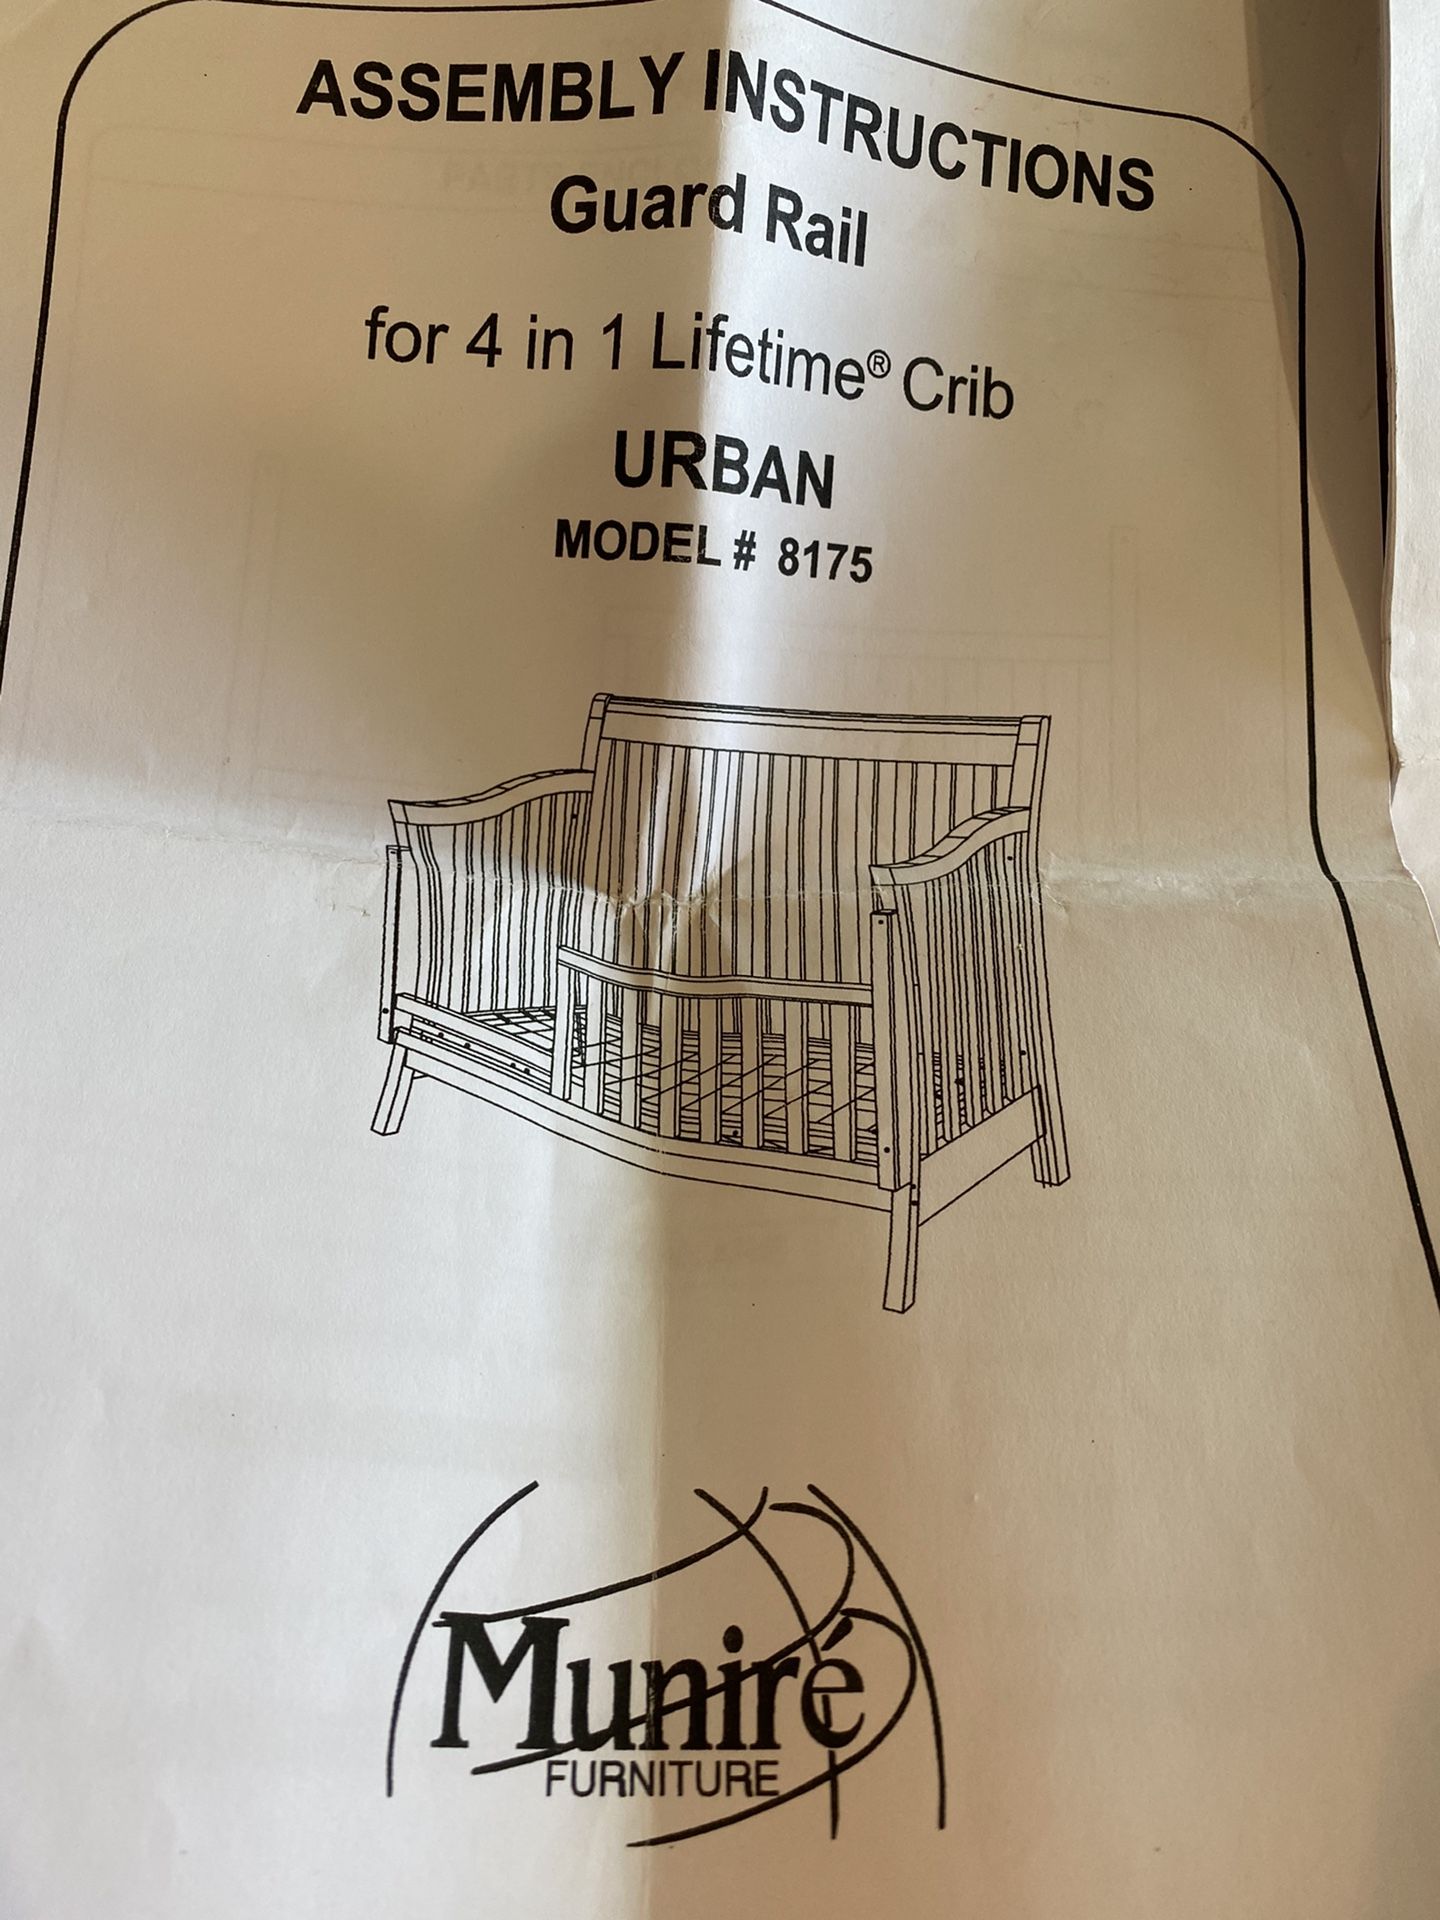 ASSEMBLY INSTRUCTIONS
Guard Rail
for 4 in 1 Lifetime® Crib
URBAN
MODEL # 8175
Muniré
FURNITURE